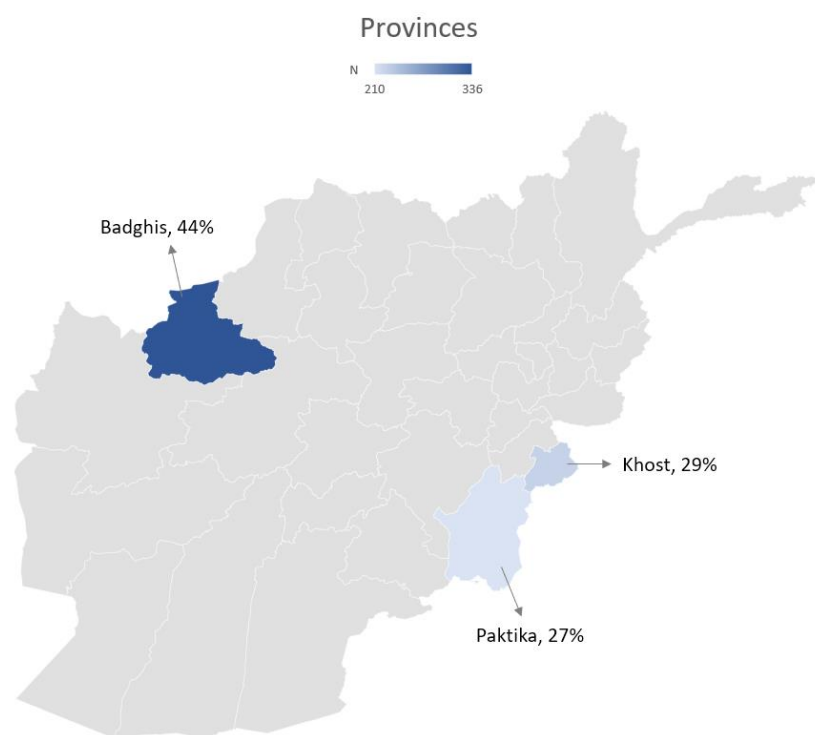 Provinces
N
210 336
Badghis, 44%
Khost, 29%
Paktika, 27%